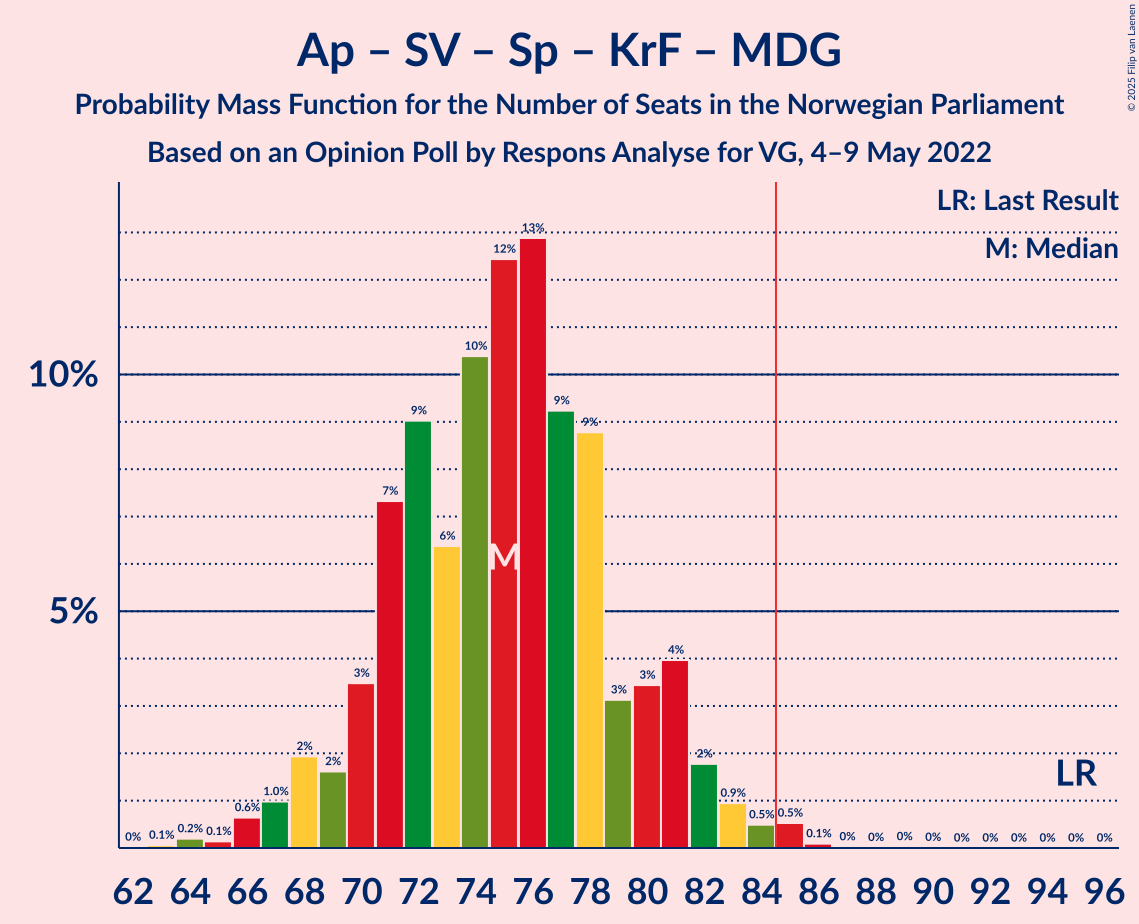 Ap – SV – Sp – KrF – MDG
Probability Mass Function for the Number of Seats in the Norwegian Parliament
Based on an Opinion Poll by Respons Analyse for VG, 4–9 May 2022
© 2025 Filip van Laenen
LR: Last Result
M: Median
10%
5%
0% 0.1% 0.2% 0.1% 0.6% 1.0% 2% 2% 3% 7% 9% 6% 10% 12% 13% 9% 9% 3% 3% 4% 2% 0.9% 0.5% 0.5% 0.1% 0% 0% 0% 0% 0% 0% 0% 0% 0% 0%
M
LR
62 64 66 68 70 72 74 76 78 80 82 84 86 88 90 92 94 96